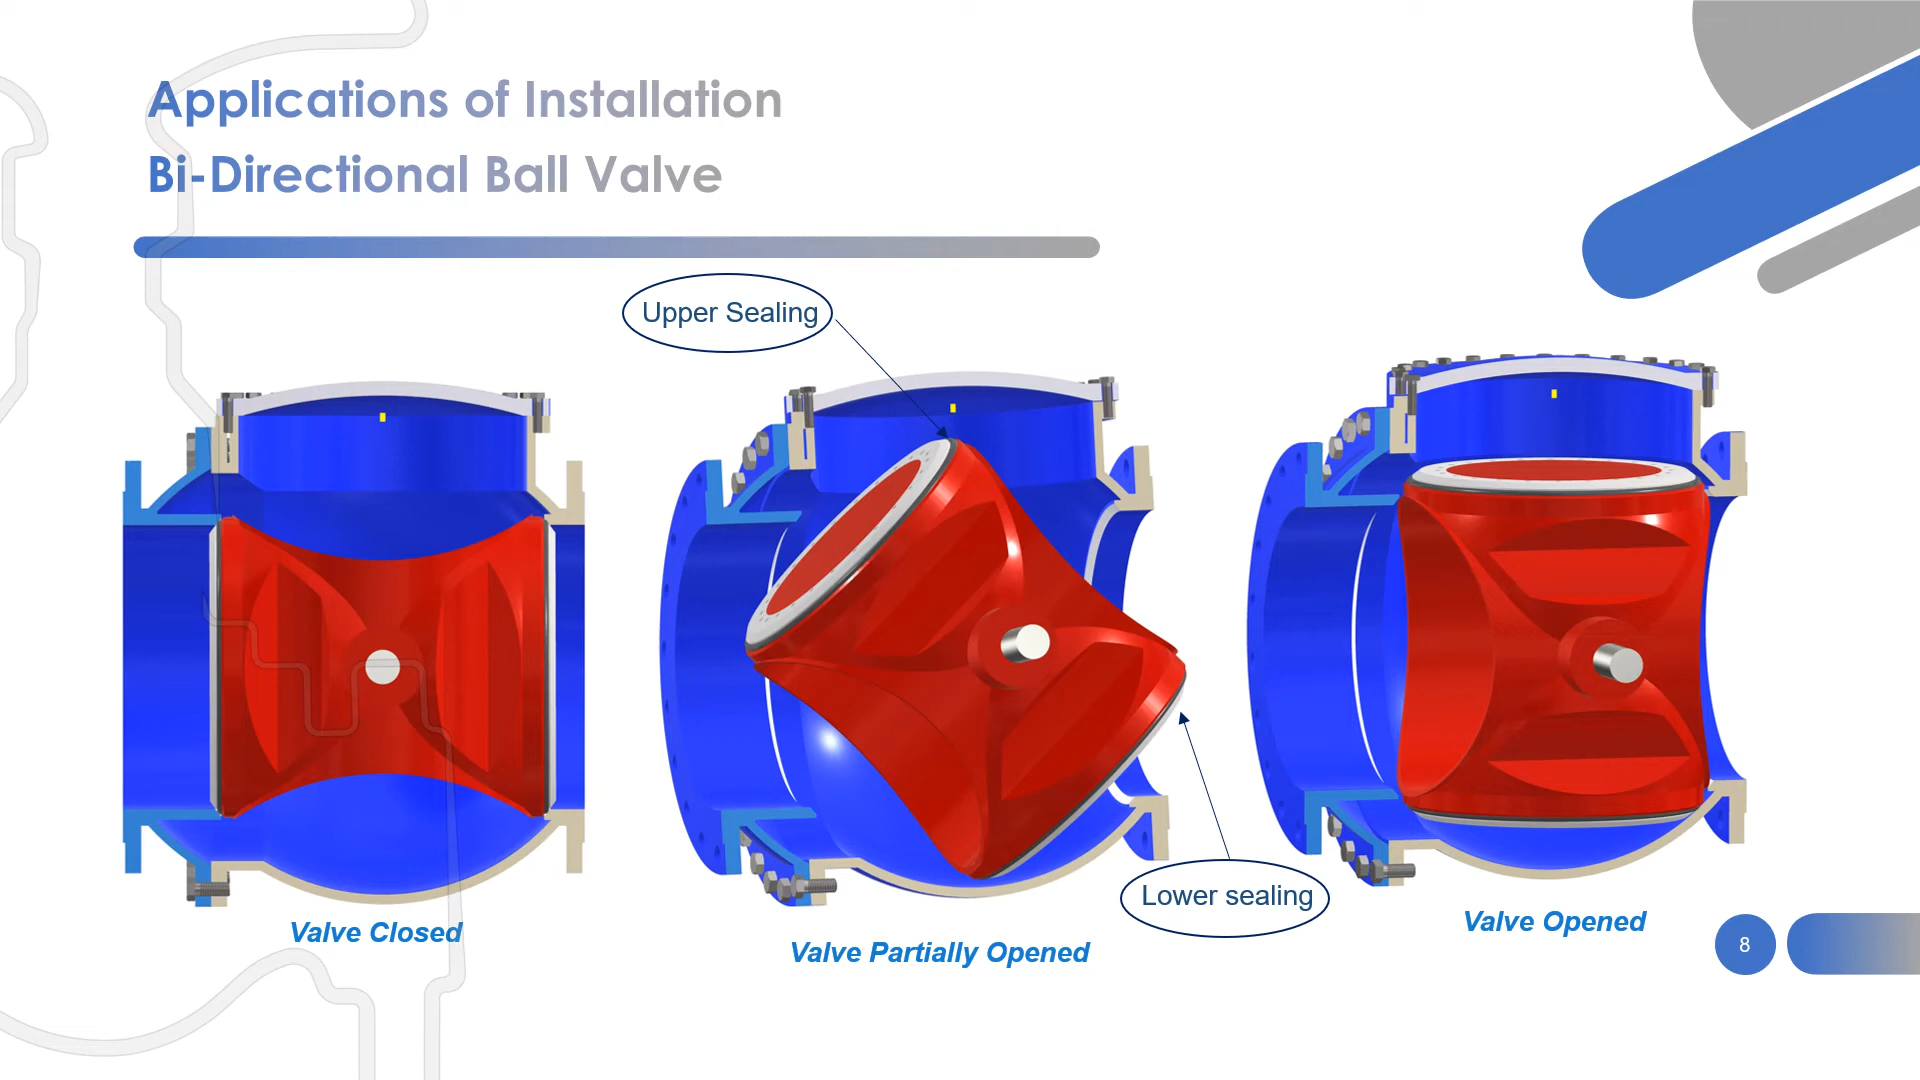 Applications of Installation
Bi-Directional Ball Valve
Upper Sealing
Lower sealing
Valve Closed
Valve Partially Opened
Valve Opened
8